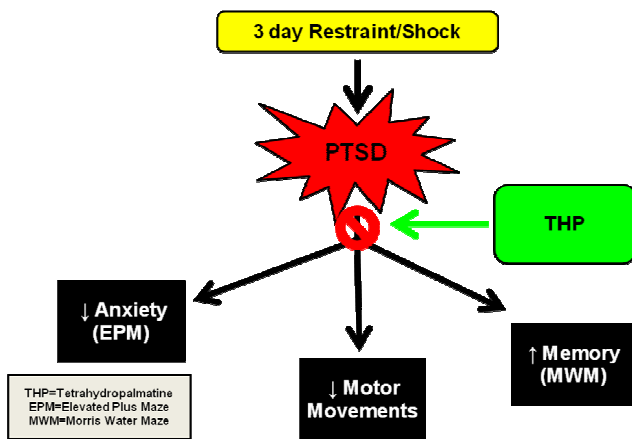 3 day Restraint/Shock
PTSD
THP
↓ Anxiety
(EPM)
↓ Motor
Movements
↑ Memory
(MWM)
THP=Tetrahydropalmatine
EPM=Elevated Plus Maze
MWM=Morris Water Maze